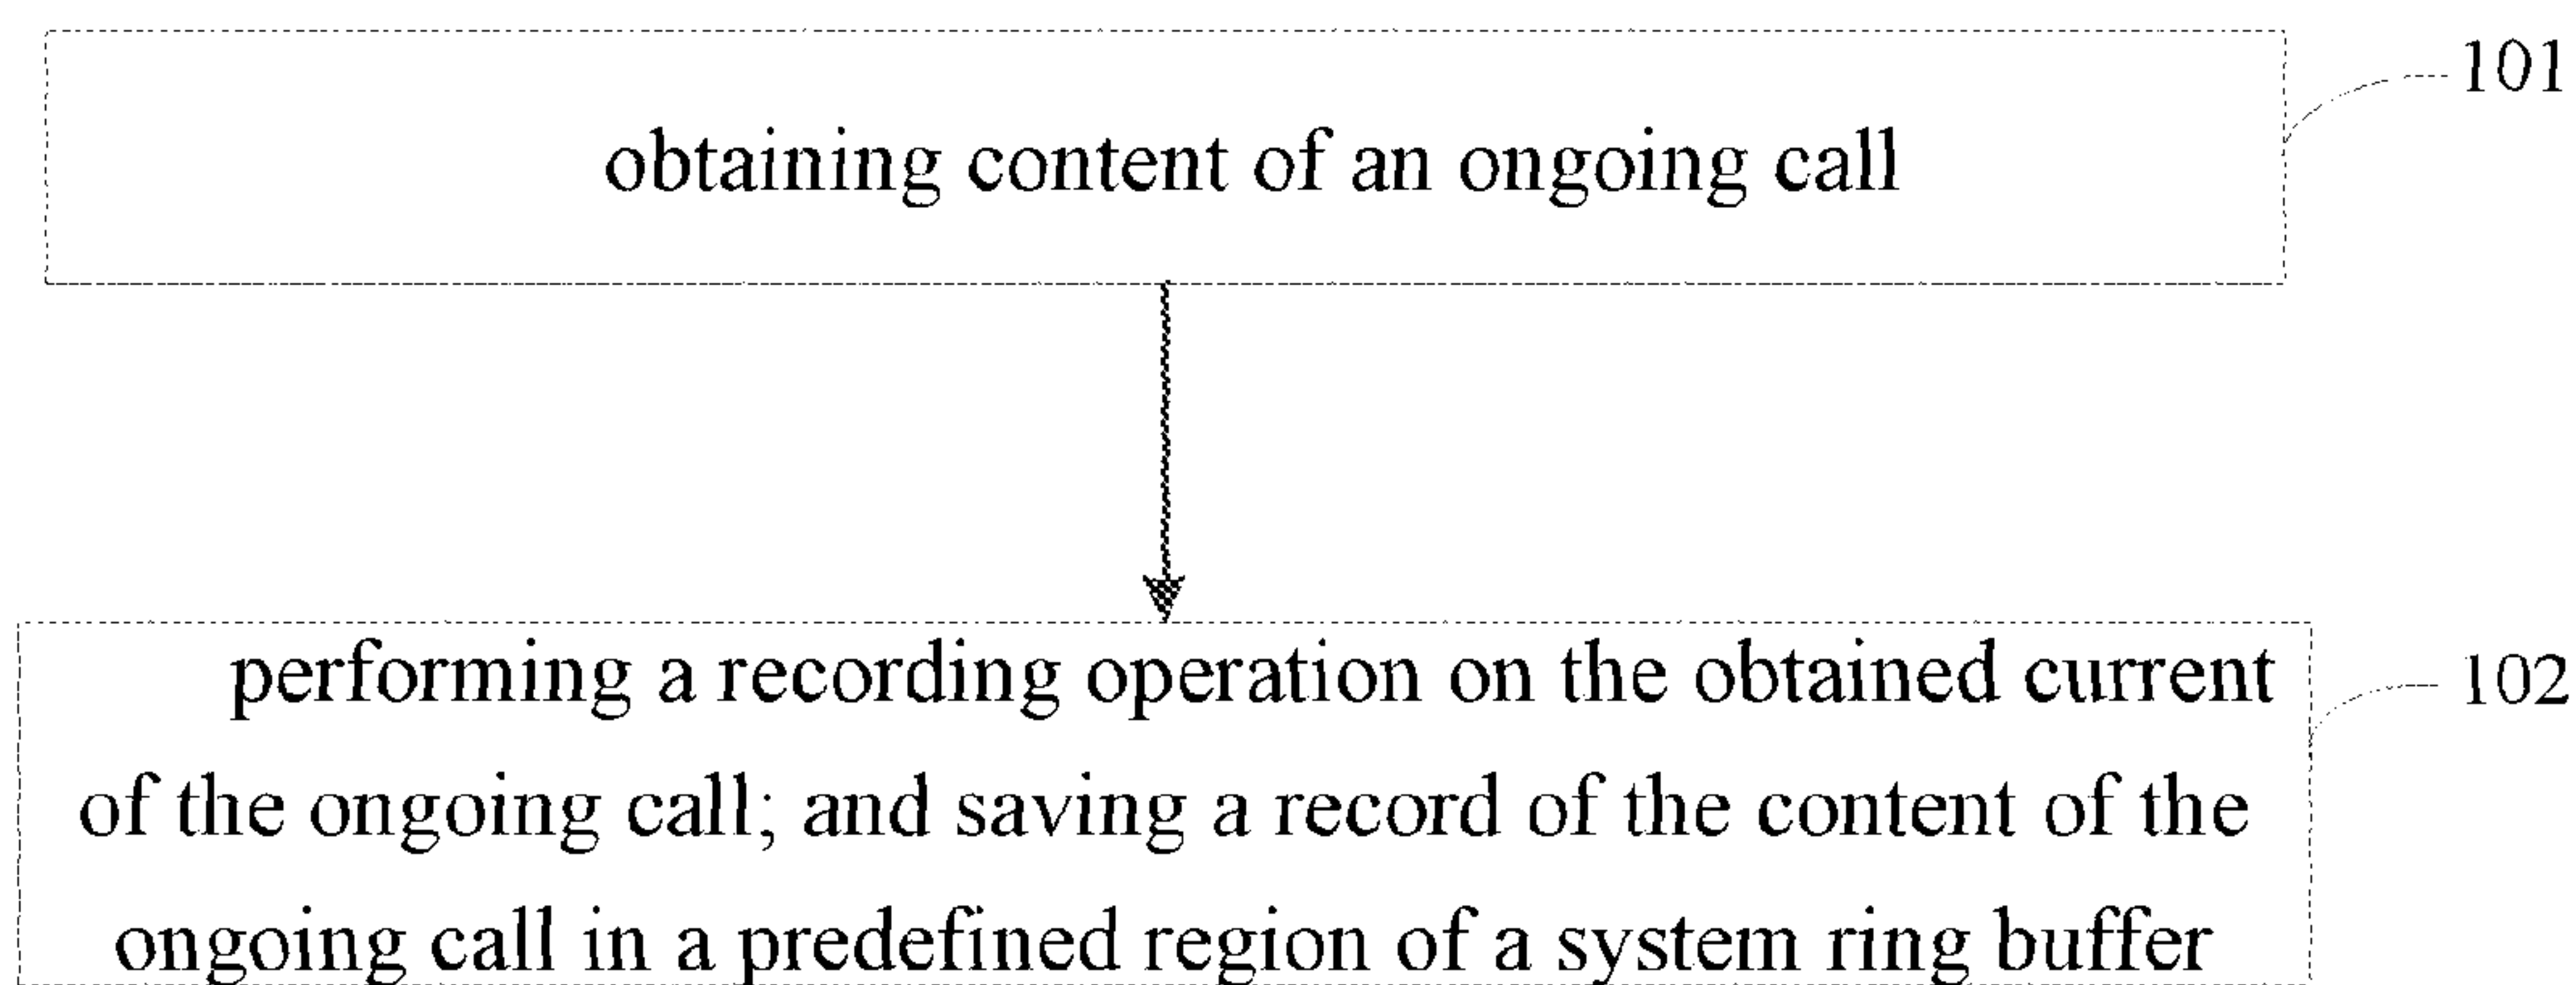 101
obtaining content of an ongoing call
performing a recording operation on the obtained current
102
of the ongoing call; and saving a record of the content of the
ongoing call in a predefined region of a system ring buffer